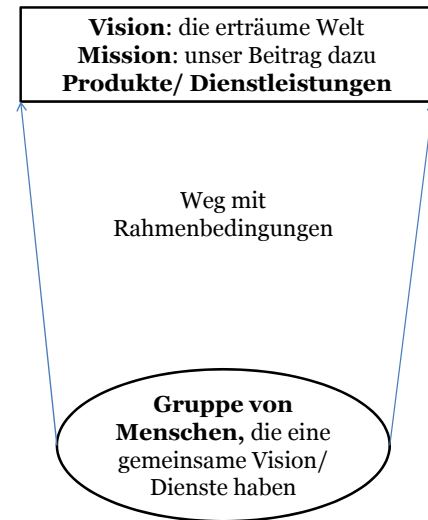 Vision: die erträume Welt
Mission: unser Beitrag dazu
Produkte/ Dienstleistungen
Weg mit
Rahmenbedingungen
Gruppe von
Menschen, die eine
gemeinsame Vision/
Dienste haben